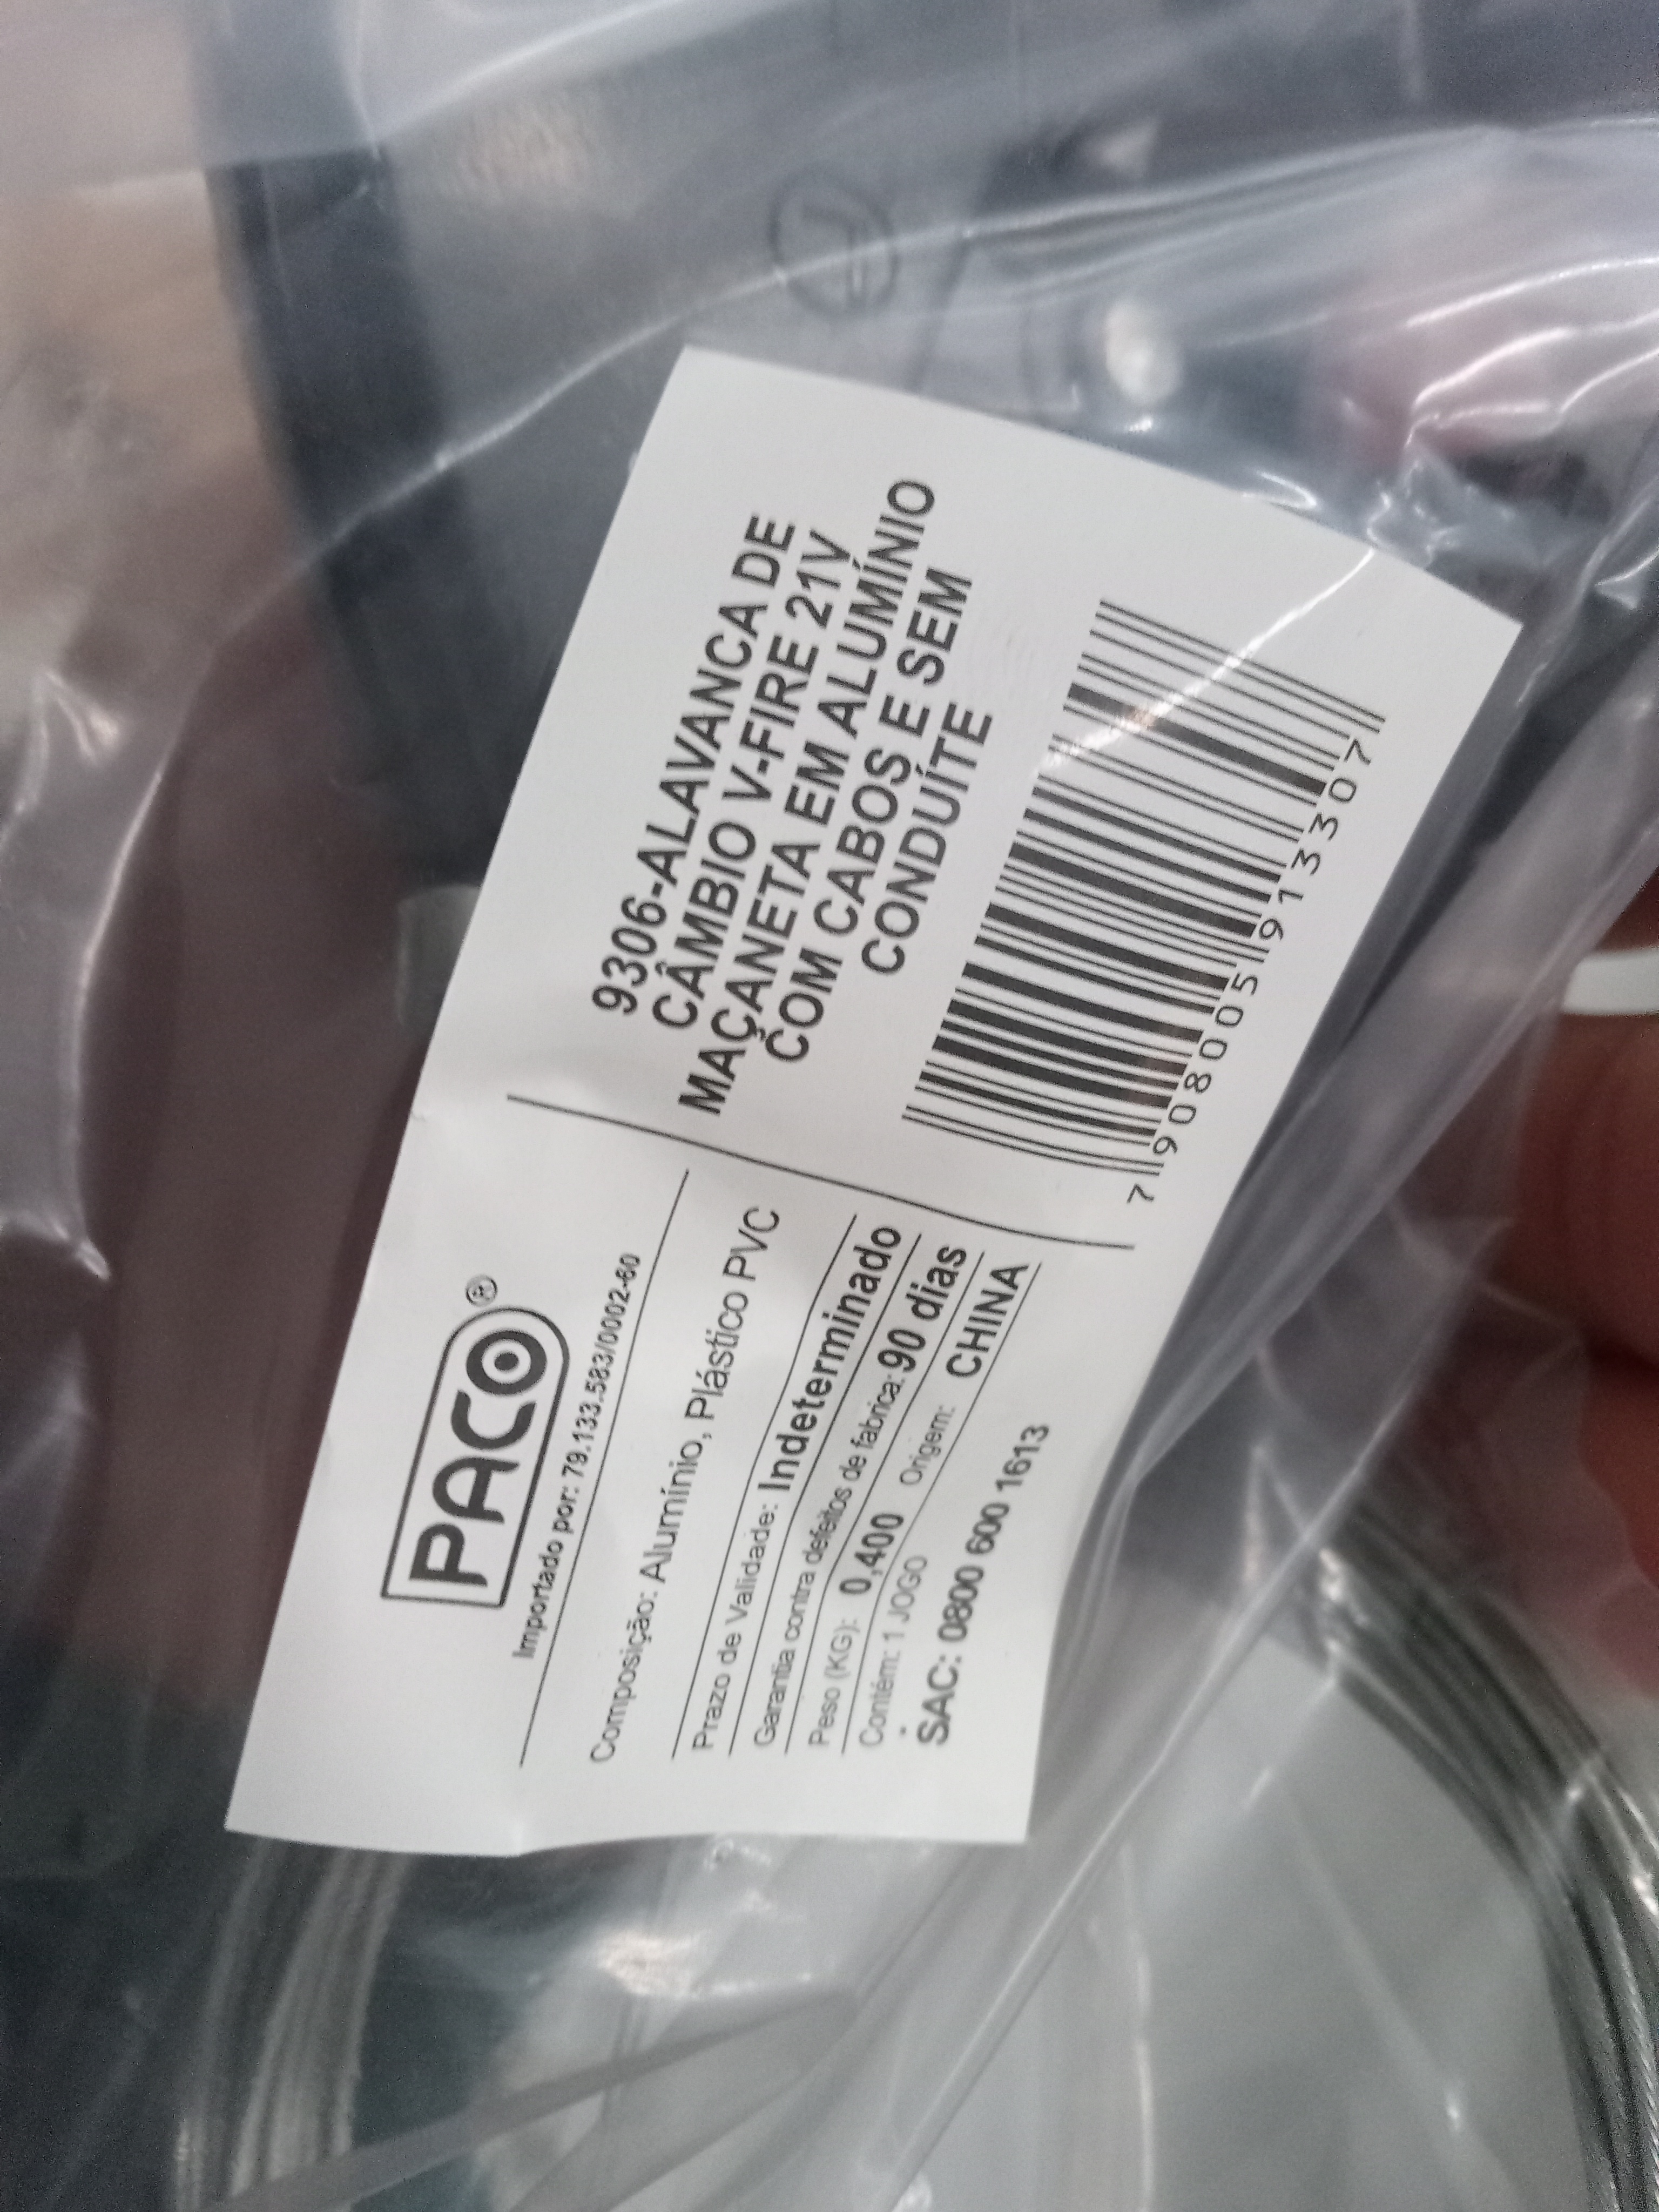 PACO®
Importado por: 79.133.583/0002-60
Composição: Alumínio, Plástico PVC
Prazo de Validade: Indeterminado
Garantia contra defeitos de fabrica: 90 dias
Peso (KG): 0,400 Origem: CHINA
Contém: 1 JOGO
SAC: 0800 600 1613
9306-ALAVANCA DE
CÂMBIO V-FIRE 21V
MAÇANETA EM ALUMÍNIO
COM CABOS E SEM
CONDUÍTE
7 908005 913307